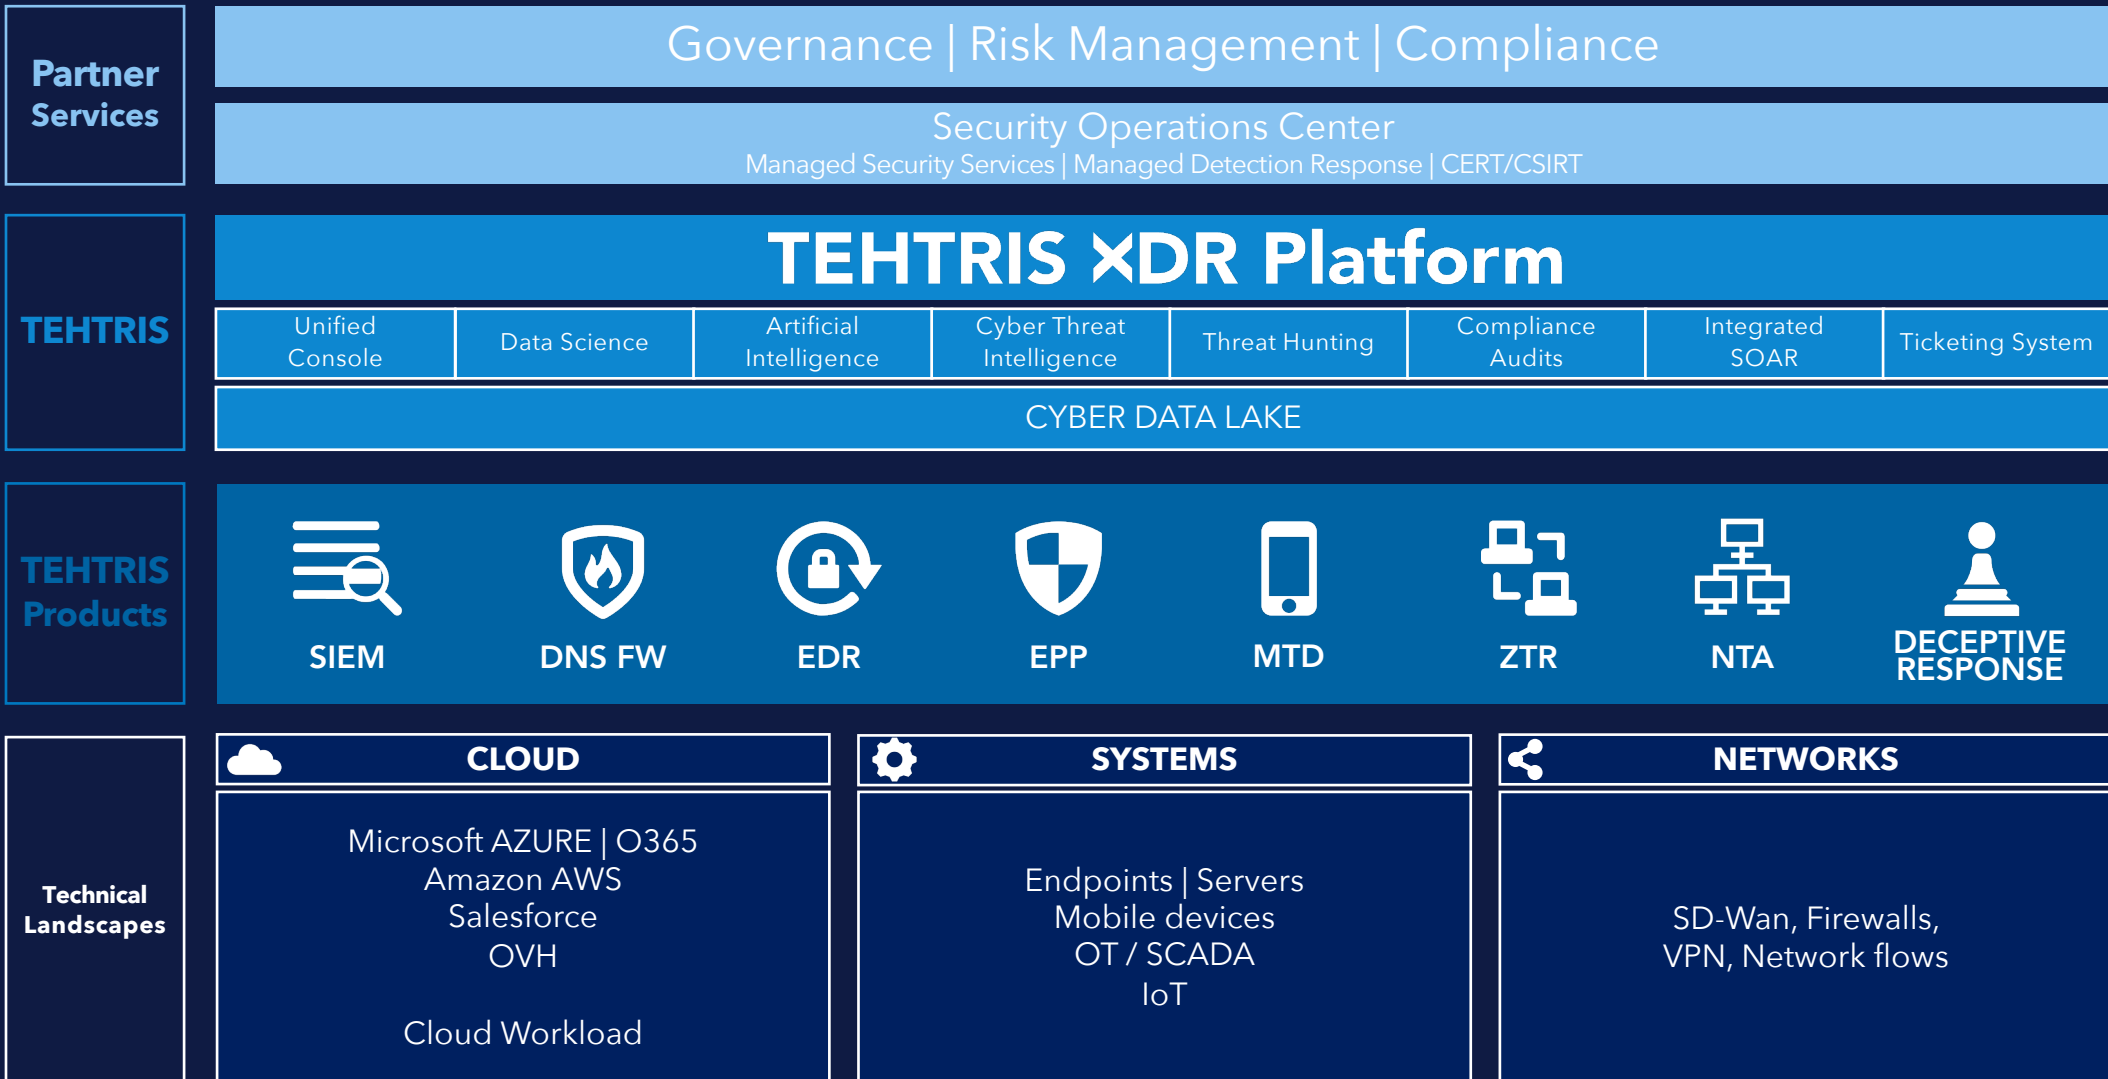 Partner
Services
Governance | Risk Management | Compliance
Security Operations Center
Managed Security Services | Managed Detection Response | CERT/CSIRT
TEHTRIS
TEHTRIS XDR Platform
Unified
Console
Data Science
Artificial
Intelligence
Cyber Threat
Intelligence
Threat Hunting
Compliance
Audits
Integrated
SOAR
Ticketing System
CYBER DATA LAKE
TEHTRIS
Products
SIEM
DNS FW
EDR
EPP
MTD
ZTR
NTA
DECEPTIVE
RESPONSE
Technical
Landscapes
CLOUD
Microsoft AZURE | O365
Amazon AWS
Salesforce
OVH
Cloud Workload
SYSTEMS
Endpoints | Servers
Mobile devices
OT / SCADA
IoT
NETWORKS
SD-Wan, Firewalls,
VPN, Network flows